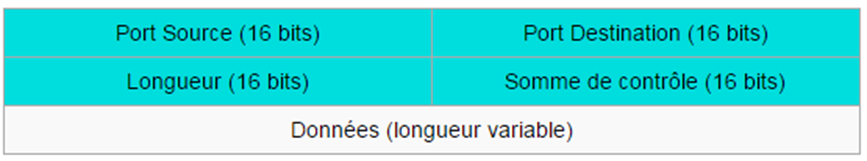 Port Source (16 bits) Port Destination (16 bits)
Longueur (16 bits) Somme de contrôle (16 bits)
Données (longueur variable)